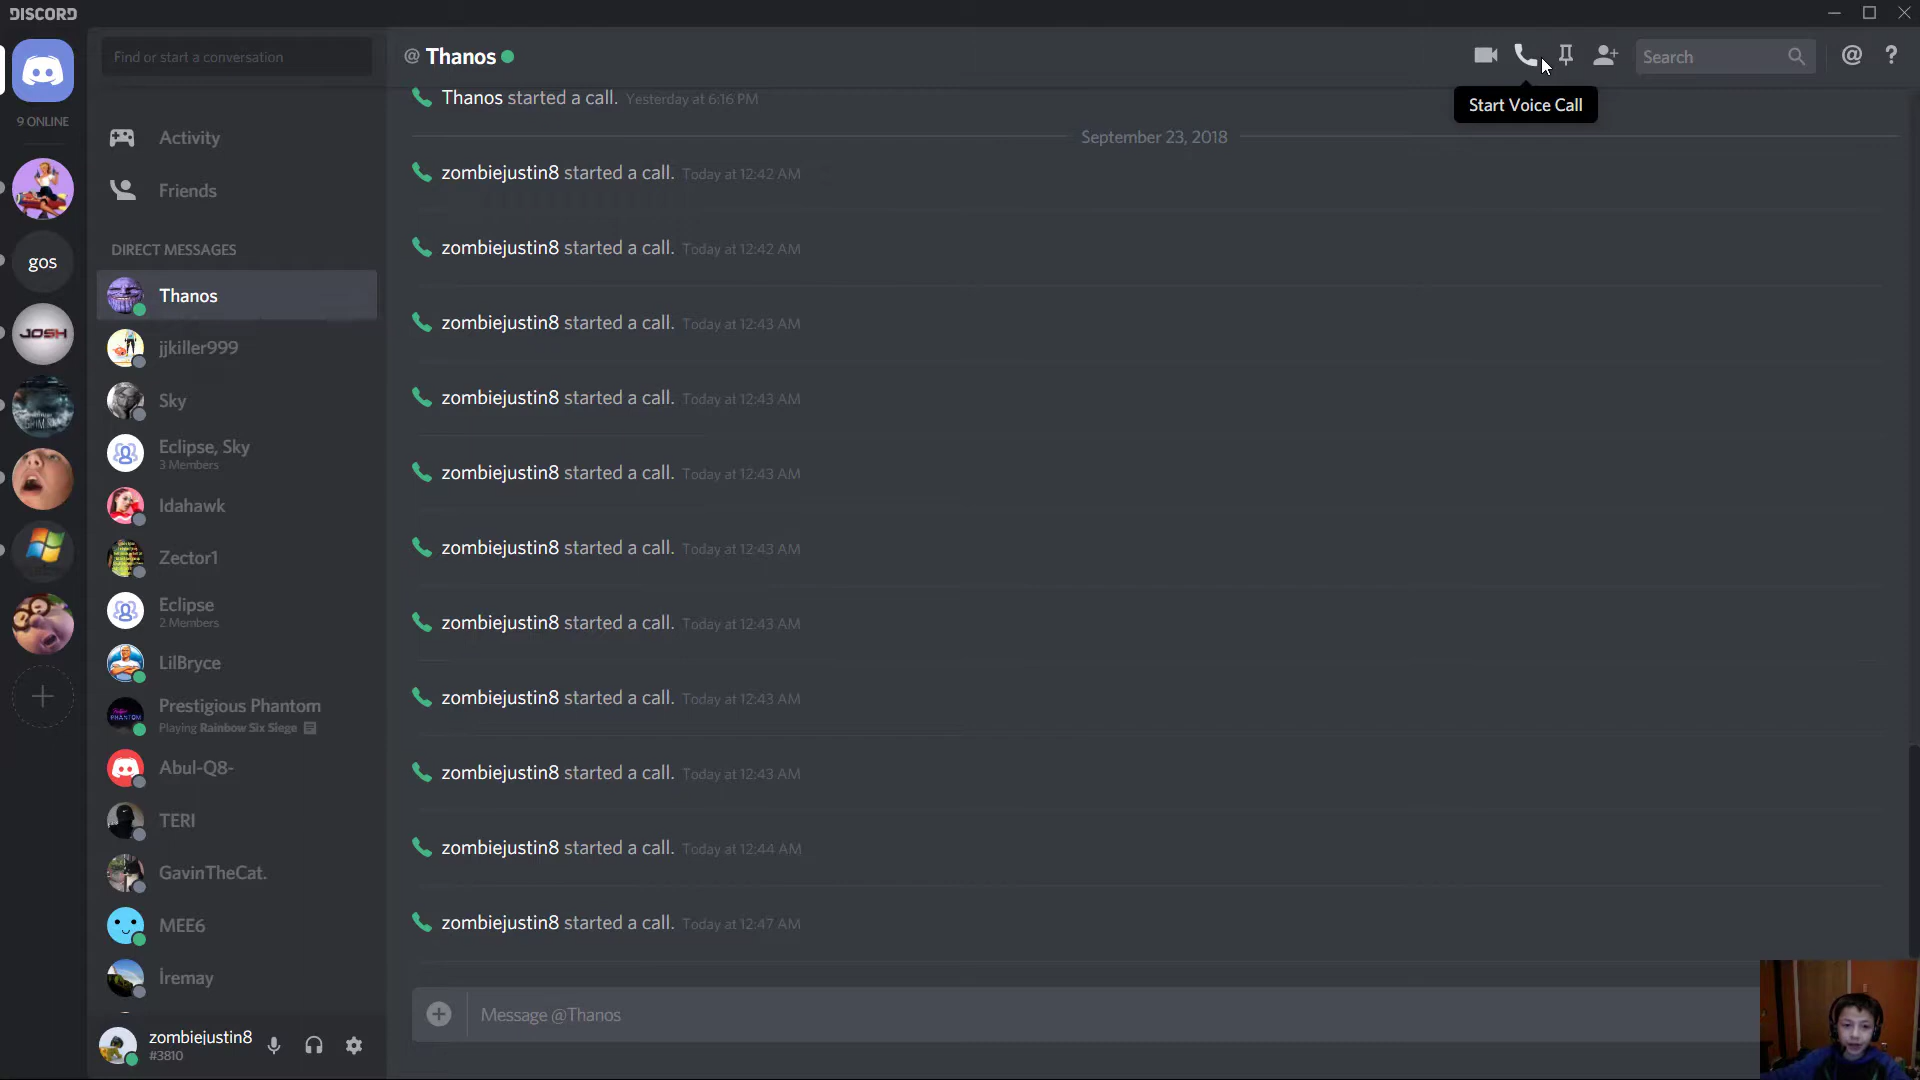 DISCORD
Find or start a conversation
@ Thanos
Search
@
?
Start Voice Call
9 ONLINE
gos
JOSH
Activity
Friends
DIRECT MESSAGES
Thanos
jjkiller999
Sky
Eclipse, Sky
3 Members
Idahawk
Zector1
Eclipse
2 Members
LilBryce
Prestigious Phantom
Playing Rainbow Six Siege
Abul-Q8-
TERI
GavinTheCat.
MEE6
İremay
zombiejustin8
#3810
Thanos started a call. Yesterday at 6:16 PM
September 23, 2018
zombiejustin8 started a call. Today at 12:42 AM
zombiejustin8 started a call. Today at 12:42 AM
zombiejustin8 started a call. Today at 12:43 AM
zombiejustin8 started a call. Today at 12:43 AM
zombiejustin8 started a call. Today at 12:43 AM
zombiejustin8 started a call. Today at 12:43 AM
zombiejustin8 started a call. Today at 12:43 AM
zombiejustin8 started a call. Today at 12:43 AM
zombiejustin8 started a call. Today at 12:43 AM
zombiejustin8 started a call. Today at 12:44 AM
zombiejustin8 started a call. Today at 12:47 AM
Message @Thanos